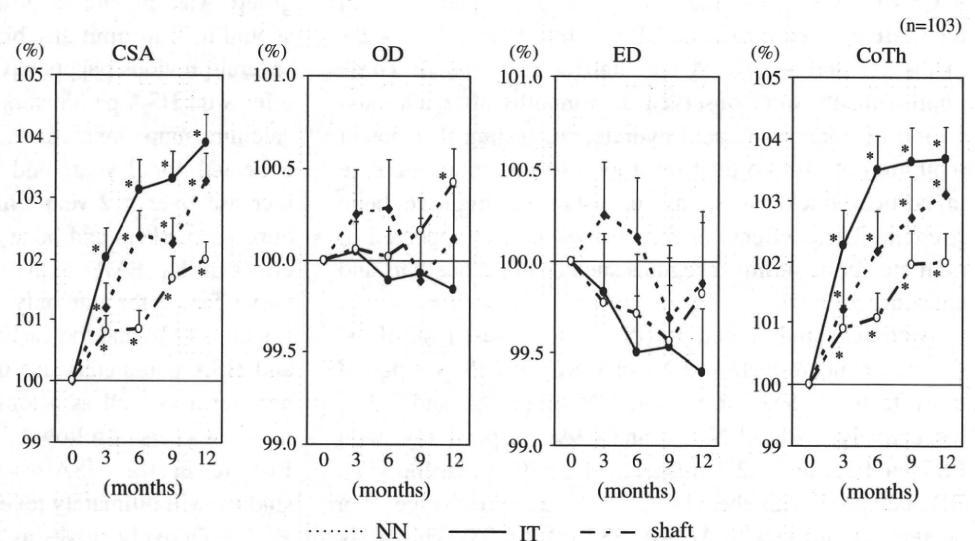 (n=103)
(%) CSA (%) OD (%) ED (%) CoTh
105 101.0 101.0 105
104 104
100.5 100.5
103 103
102 100.0 100.0 102
101 101
99.5 99.5
100 100
99 99.0 99.0 99
0 3 6 9 12 0 3 6 9 12 0 3 6 9 12 0 3 6 9 12
(months) (months) (months) (months)
NN IT shaft